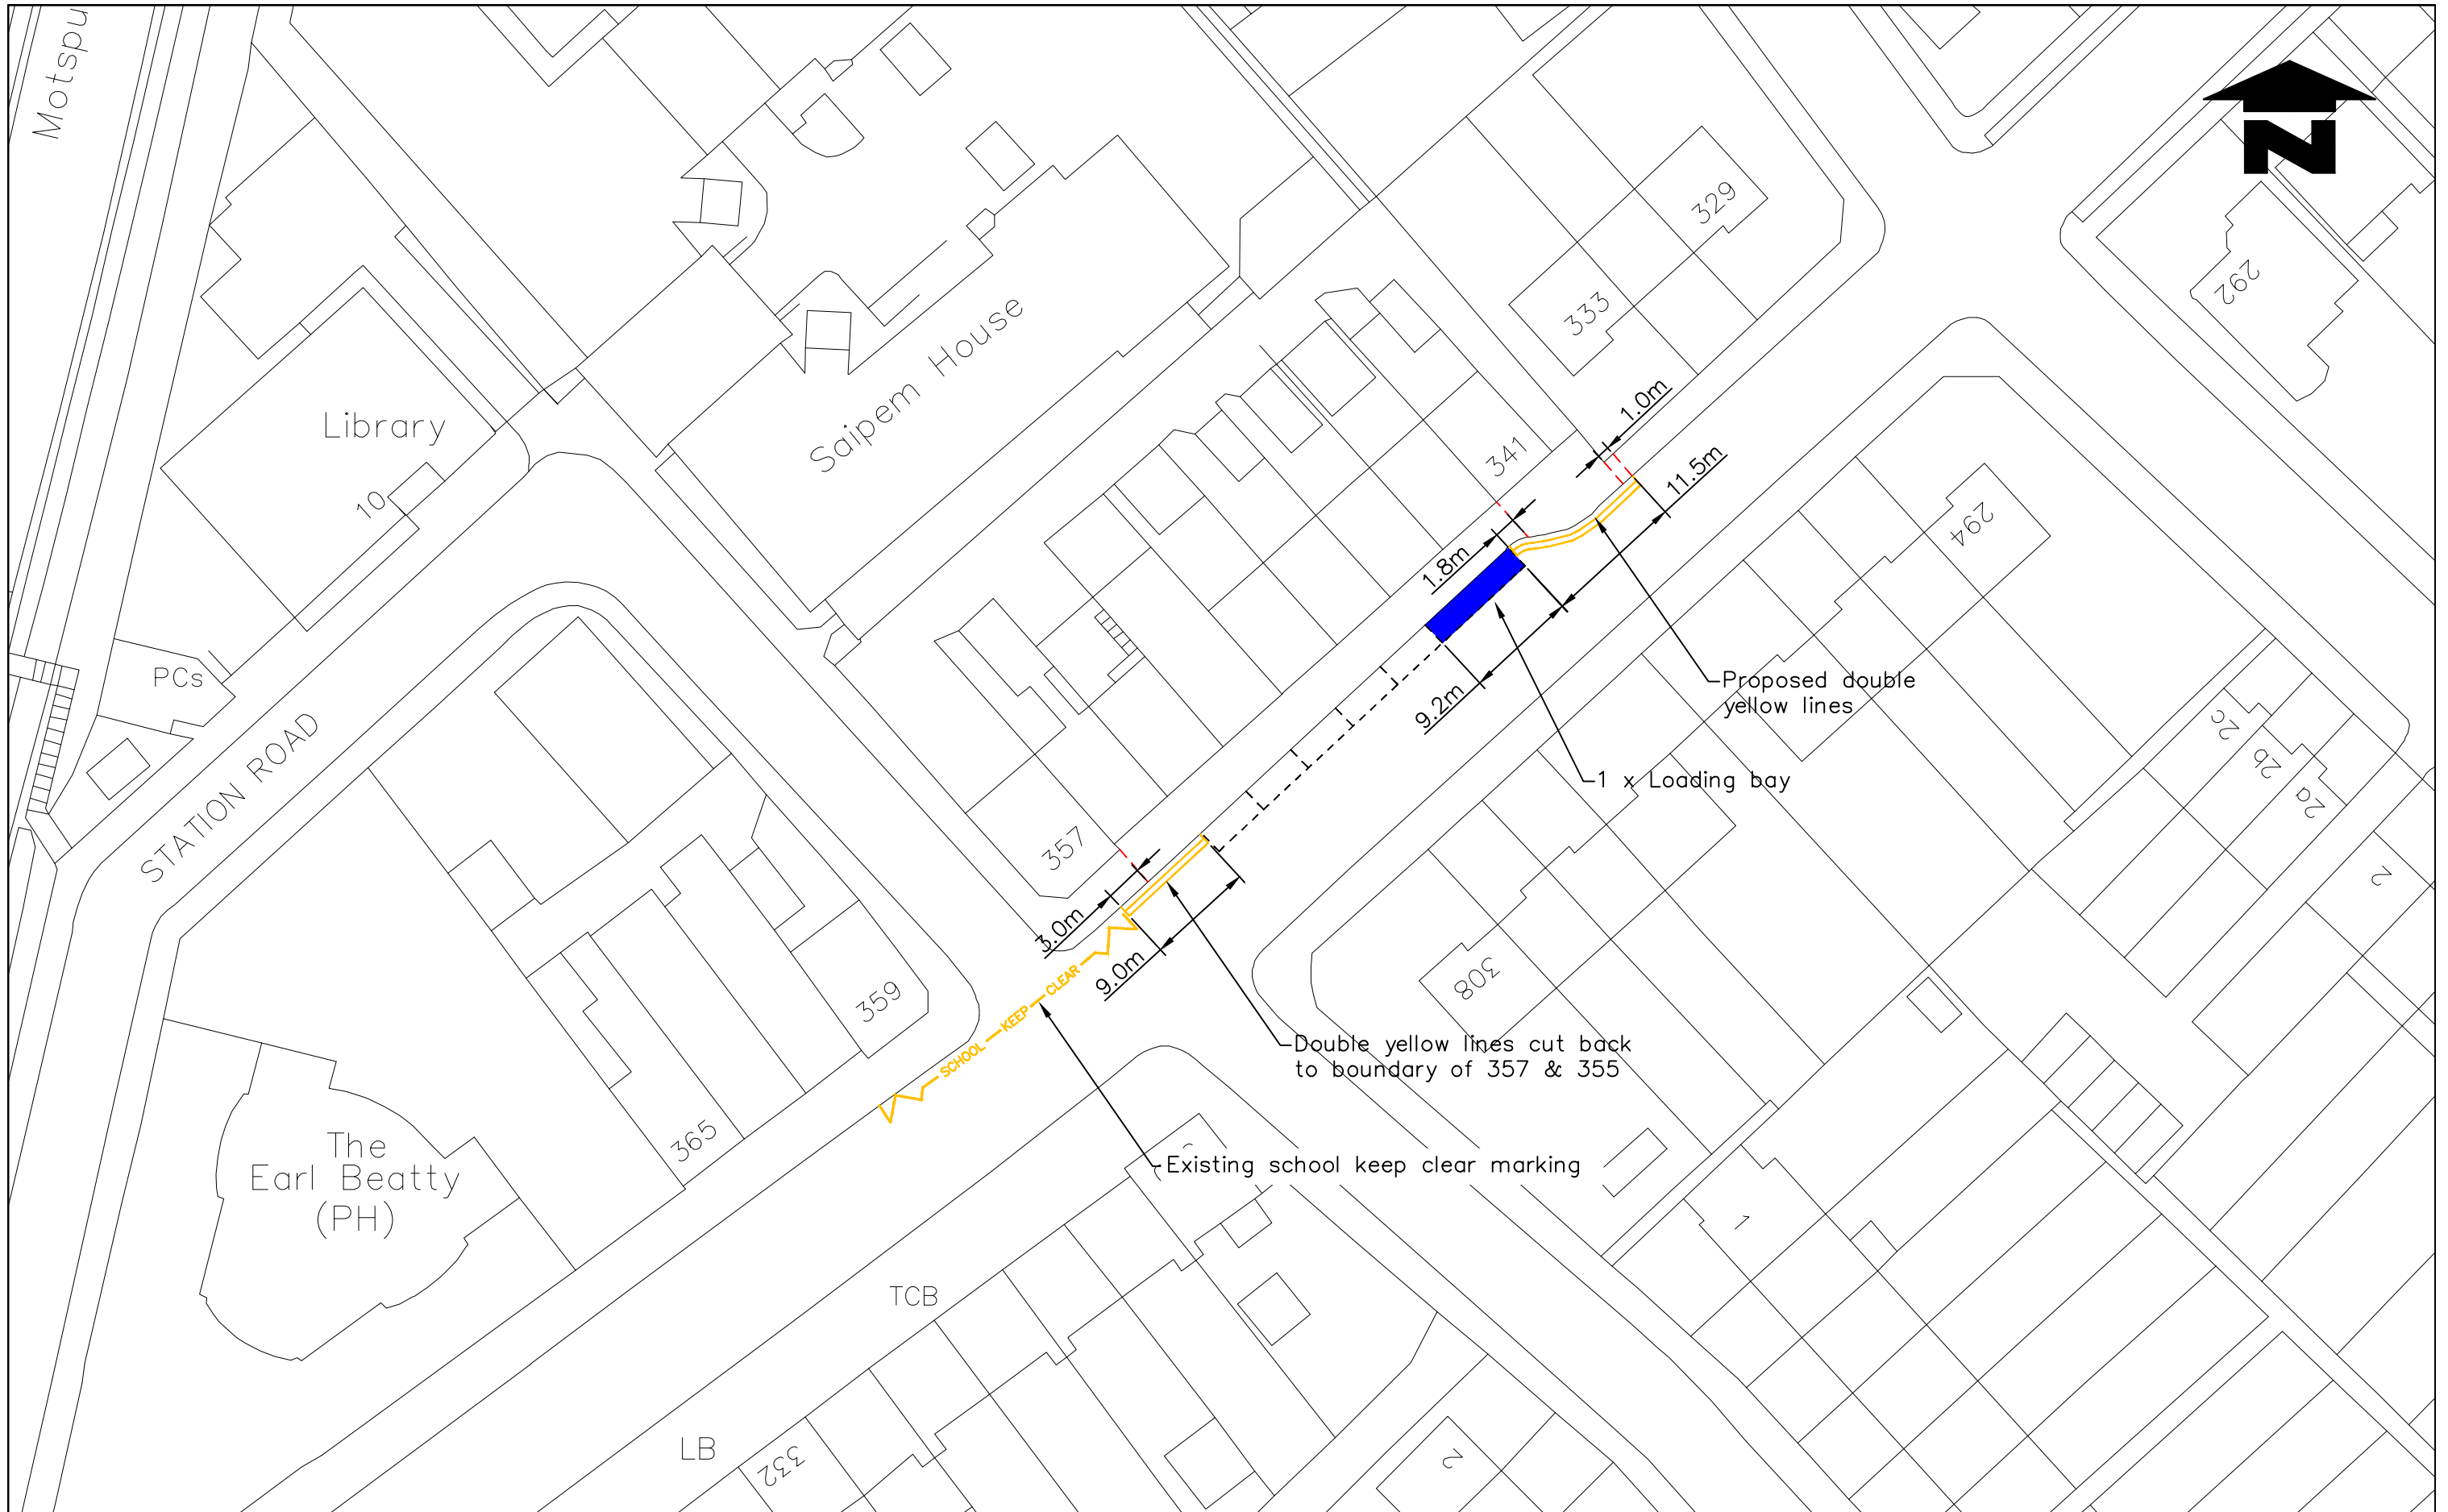 Motspu
N
329
333
292
Library
10
Saipem House
341
1.0m
11.5m
294
1.8m
PCs
Proposed double
yellow lines
9.2m
2c
2b
2a
STATION ROAD
1 x Loading bay
357
2
3.0m
9.0m
308
359
SCHOOL KEEP CLEAR
Double yellow lines cut back
to boundary of 357 & 355
365
The
Earl Beatty
(PH)
Existing school keep clear marking
1
TCB
LB
332
2